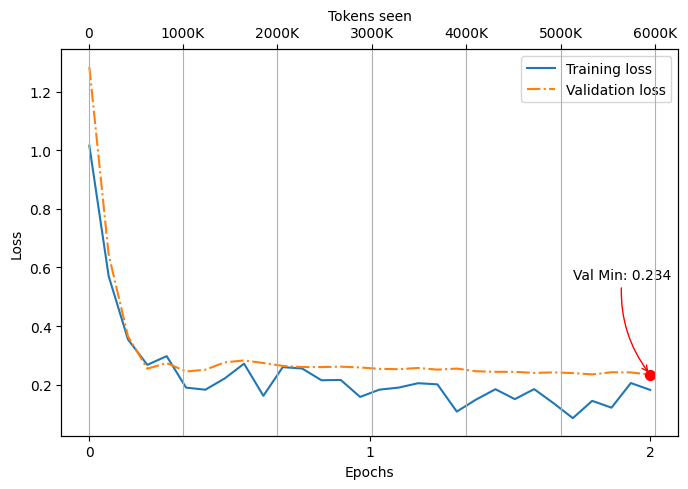 Tokens seen
0 1000K 2000K 3000K 4000K 5000K 6000K
Training loss
Validation loss
1.2
1.0
0.8
0.6
0.4
0.2
Loss
Val Min: 0.234
0 1 2
Epochs